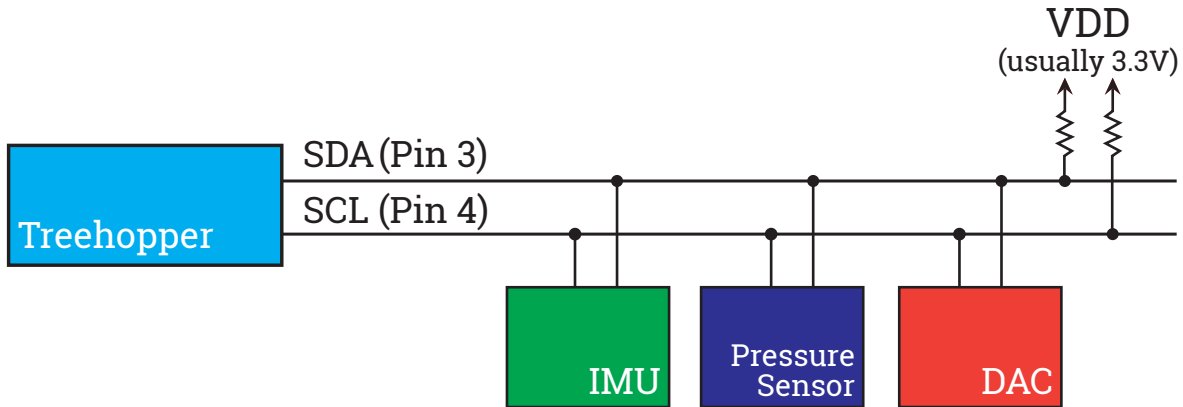 VDD
(usually 3.3V)
SDA (Pin 3)
SCL (Pin 4)
Treehopper
IMU
Pressure
Sensor
DAC